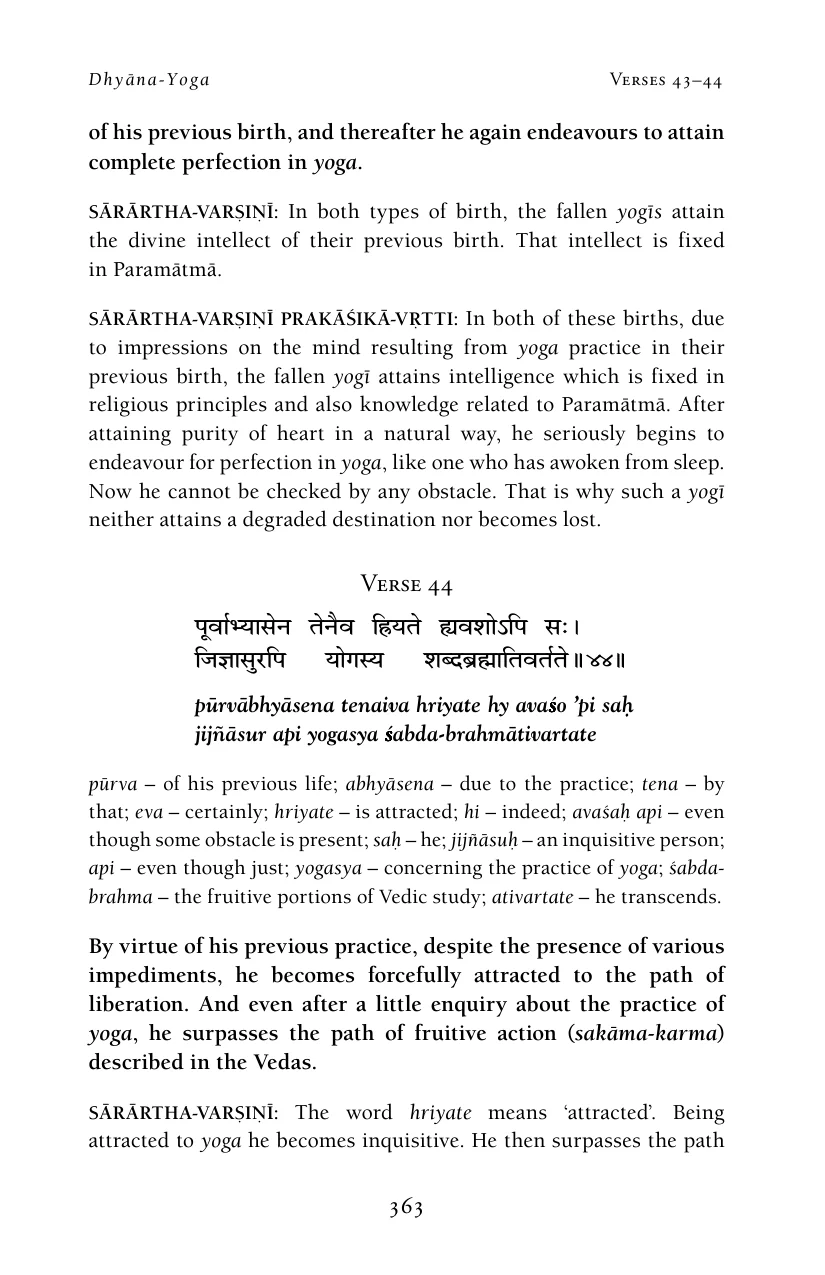 Dhyāna-Yoga Verses 43–44
of his previous birth, and thereafter he again endeavours to attain
complete perfection in yoga.
SĀRĀRTHA-VARṢIṆĪ: In both types of birth, the fallen yogīs attain
the divine intellect of their previous birth. That intellect is fixed
in Paramātmā.
SĀRĀRTHA-VARṢIṆĪ PRAKĀŚIKĀ-VṚTTI: In both of these births, due
to impressions on the mind resulting from yoga practice in their
previous birth, the fallen yogī attains intelligence which is fixed in
religious principles and also knowledge related to Paramātmā. After
attaining purity of heart in a natural way, he seriously begins to
endeavour for perfection in yoga, like one who has awoken from sleep.
Now he cannot be checked by any obstacle. That is why such a yogī
neither attains a degraded destination nor becomes lost.
Verse 44
पूर्वाभ्यासेन तेनैव ह्रियते ह्यवशोऽपि सः।
जिज्ञासुरपि योगस्य शब्दब्रह्मातिवर्तते॥४४॥
pūrvābhyāsena tenaiva hriyate hy avaśo ’pi saḥ
jijñāsur api yogasya śabda-brahmātivartate
pūrva – of his previous life; abhyāsena – due to the practice; tena – by
that; eva – certainly; hriyate – is attracted; hi – indeed; avaśaḥ api – even
though some obstacle is present; saḥ – he; jijñāsuḥ – an inquisitive person;
api – even though just; yogasya – concerning the practice of yoga; śabda-
brahma – the fruitive portions of Vedic study; ativartate – he transcends.
By virtue of his previous practice, despite the presence of various
impediments, he becomes forcefully attracted to the path of
liberation. And even after a little enquiry about the practice of
yoga, he surpasses the path of fruitive action (sakāma-karma)
described in the Vedas.
SĀRĀRTHA-VARṢIṆĪ: The word hriyate means ‘attracted’. Being
attracted to yoga he becomes inquisitive. He then surpasses the path
363